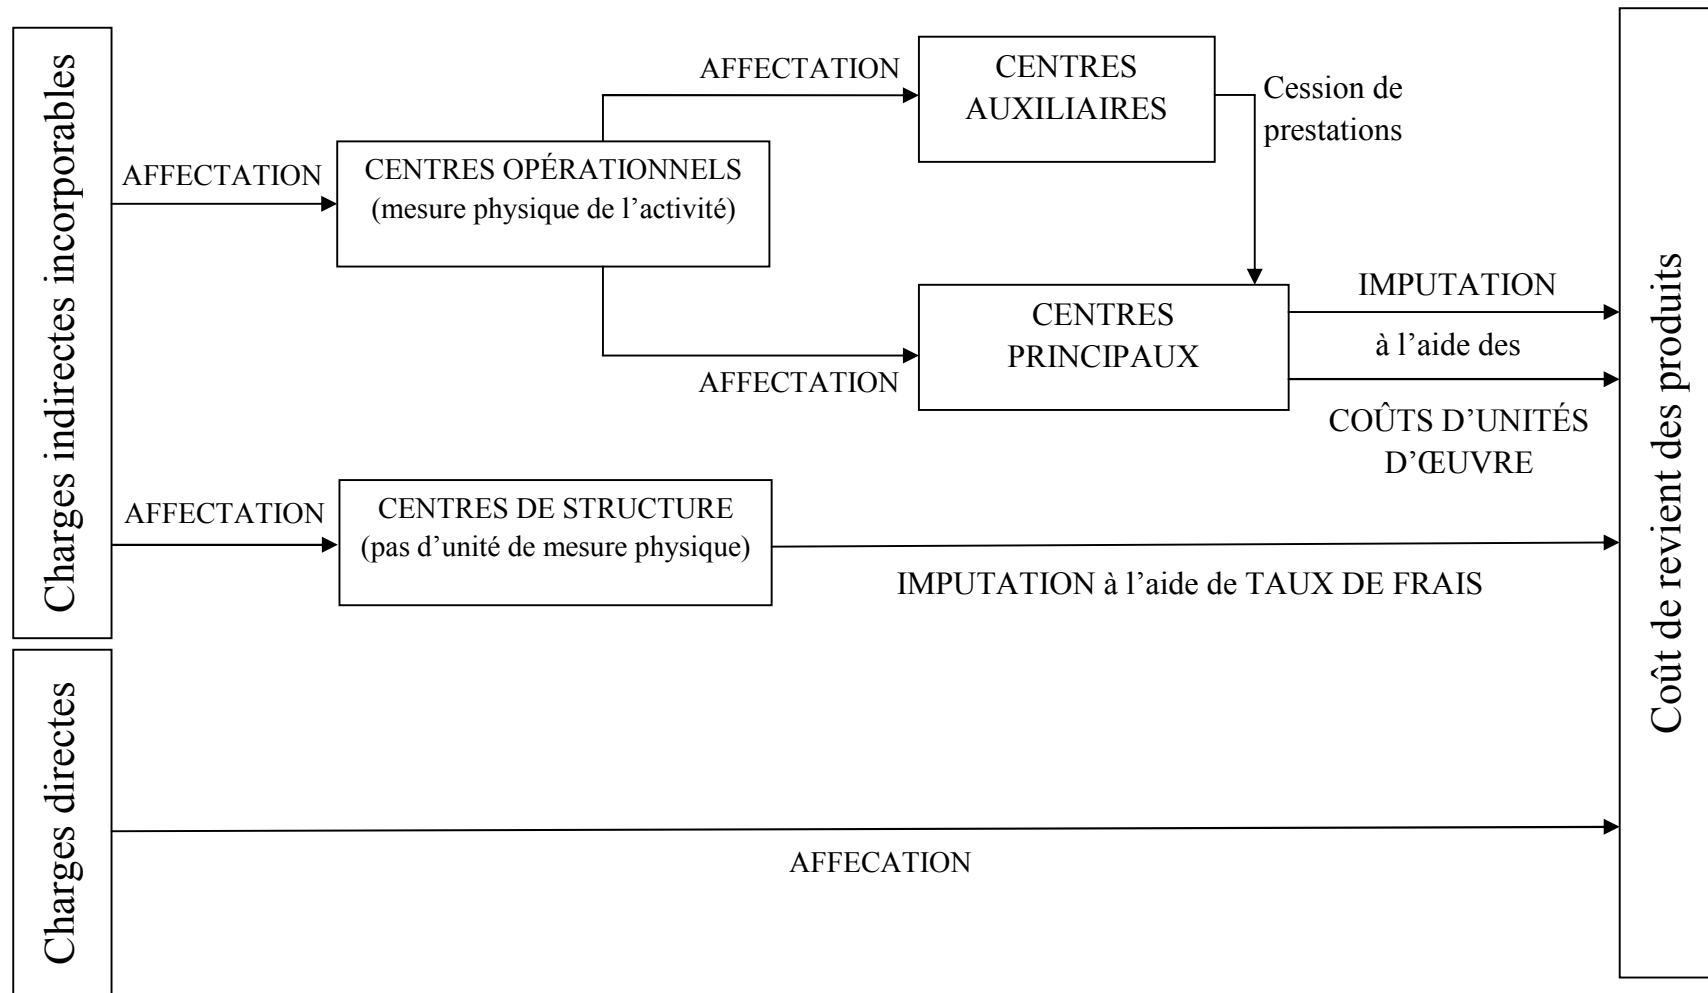 Charges indirectes incorporables
AFFECTATION
CENTRES OPÉRATIONNELS
(mesure physique de l’activité)
AFFECTATION
CENTRES
AUXILIAIRES
Cession de
prestations
AFFECTATION
CENTRES
PRINCIPAUX
IMPUTATION
à l’aide des
COÛTS D’UNITÉS
D’ŒUVRE
AFFECTATION
CENTRES DE STRUCTURE
(pas d’unité de mesure physique)
IMPUTATION à l’aide de TAUX DE FRAIS
Charges directes
AFFECATION
Coût de revient des produits